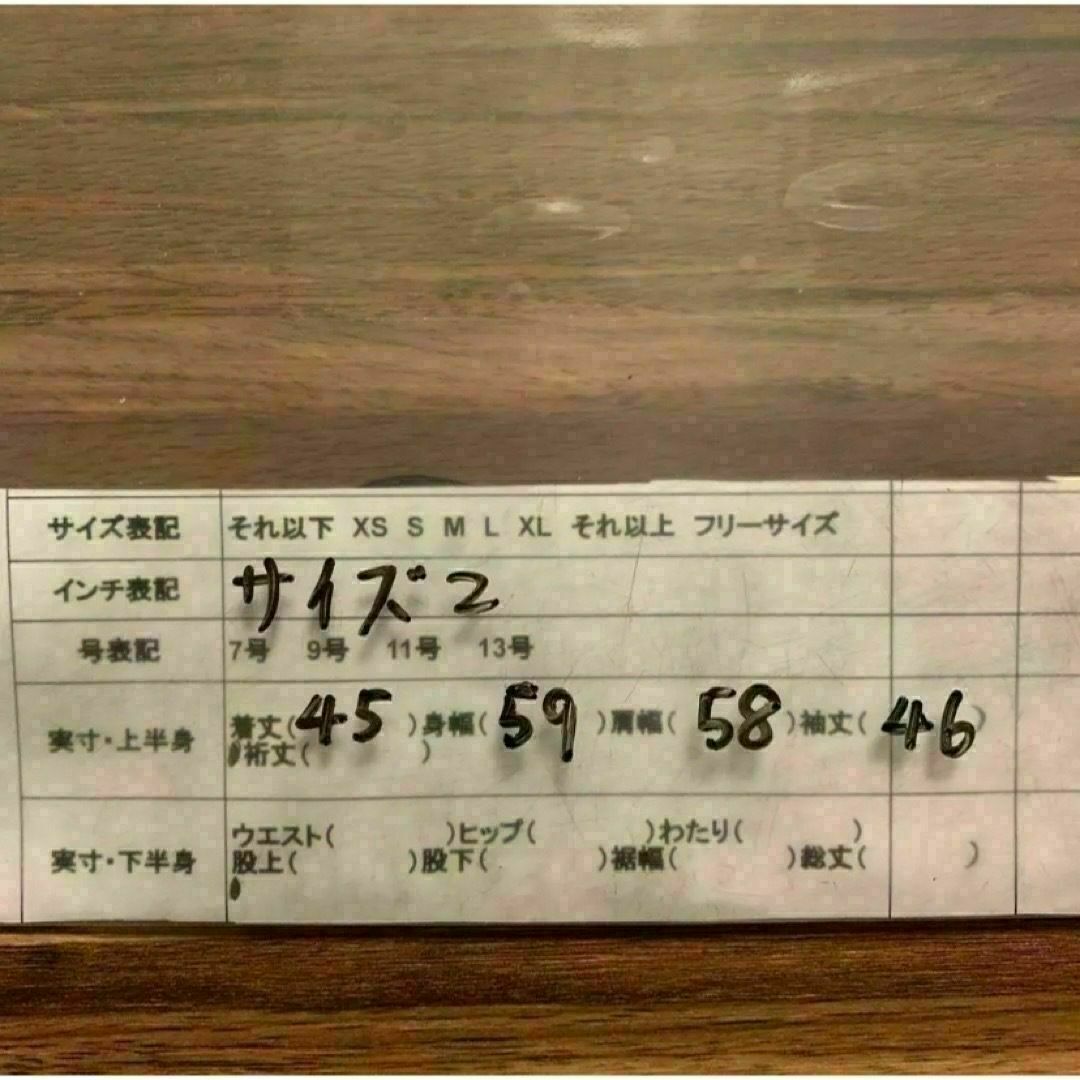 サイズ表記 それ以下 XS S M L XL それ以上 フリーサイズ
インチ表記 サイズ2
号表記 7号 9号 11号 13号
実寸・上半身 着丈(45)身幅(59)肩幅(58)袖丈(46)
裄丈( )
実寸・下半身 ウエスト( )ヒップ( )わたり( )
股上( )股下( )裾幅( )総丈( )